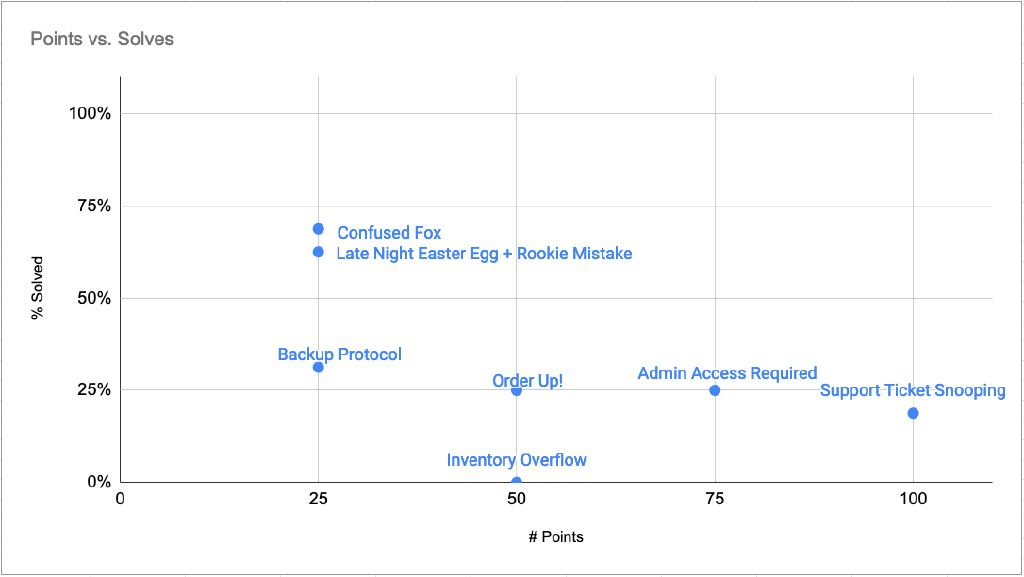 Points vs. Solves
100%
75%
Confused Fox
Late Night Easter Egg + Rookie Mistake
% Solved
50%
Backup Protocol
Order Up!
Admin Access Required
25%
Support Ticket Snooping
Inventory Overflow
0%
0
25
50
75
100
# Points